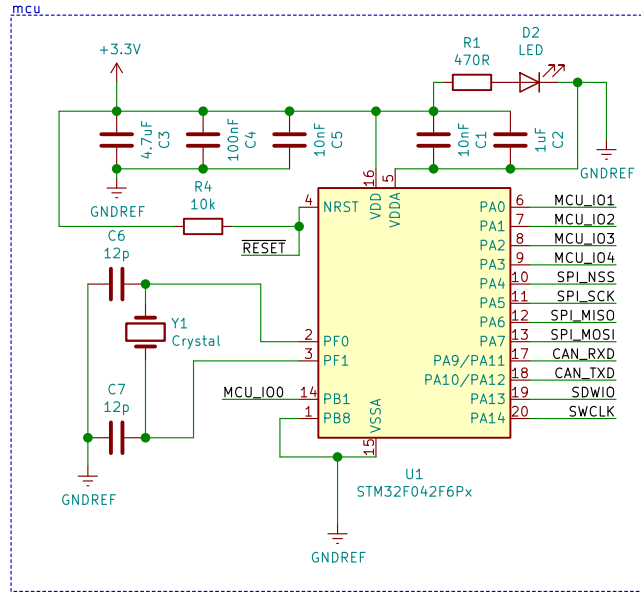 mcu
+3.3V
R1
470R
D2
LED
4.7uF
C3
100nF
C4
10nF
C5
10nF
C1
1uF
C2
GNDREF
GNDREF
R4
10k
RESET
C6
12p
Y1
Crystal
C7
12p
GNDREF
MCU_IO0
16
5
VDD
VDDA
4 NRST
2 PF0
3 PF1
14 PB1
1 PB8
VSSA
15
PA0 6 MCU_IO1
PA1 7 MCU_IO2
PA2 8 MCU_IO3
PA3 9 MCU_IO4
PA4 10 SPI_NSS
PA5 11 SPI_SCK
PA6 12 SPI_MISO
PA7 13 SPI_MOSI
PA9/PA11 17 CAN_RXD
PA10/PA12 18 CAN_TXD
PA13 19 SDWIO
PA14 20 SWCLK
U1
STM32F042F6Px
GNDREF